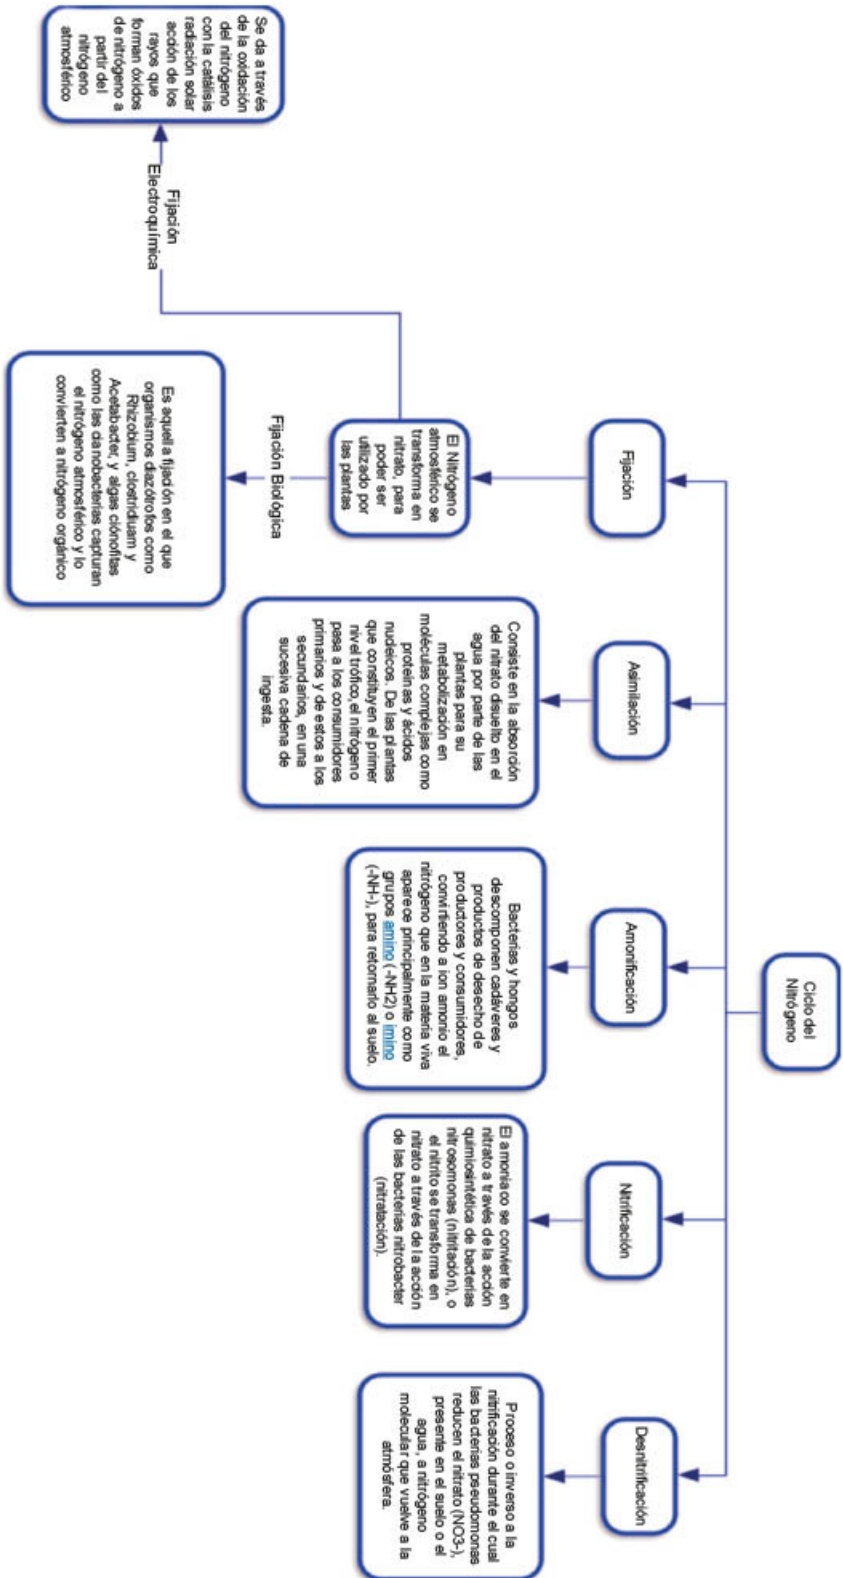 Ciclo del
Nitrógeno
Fijación
El Nitrógeno
atmosférico se
transforma en
nitrato, para
poder ser
utilizado por
las plantas
Fijación
Electroquímica
Se da a través
de la oxidación
del nitrógeno
con la catálisis
radiación solar
acción de los
rayos que
forman óxidos
de nitrógeno a
partir del
nitrógeno
atmosférico
Fijación Biológica
Es aquella fijación en el que
organismos diazótrofos como
Rhizobium, clostridiuam y
Acetabacter, y algas ciónofitas
como las cianobacterias capturan
el nitrógeno atmosférico y lo
convierten a nitrógeno orgánico
Asimilación
Consiste en la absorción
del nitrato disuelto en el
agua por parte de las
plantas para su
metabolización en
moléculas complejas como
proteínas y ácidos
nucleicos. De las plantas
que constituyen el primer
nivel trófico, el nitrógeno
pasa a los consumidores
primarios y de estos a los
secundarios, en una
sucesiva cadena de
ingesta.
Amonificación
Bacterias y hongos
descomponen cadáveres y
productos de desecho de
productores y consumidores,
convirtiendo a ion amonio el
nitrógeno que en la materia viva
aparece principalmente como
grupos amino (-NH2) o imino
(-NH-), para retornarlo al suelo.
Nitrificación
El amoniaco se convierte en
nitrato a través de la acción
quimiosintética de bacterias
nitrosomonas (nitritación), o
el nitrito se transforma en
nitrato a través de la acción
de las bacterias nitrobacter
(nitratación).
Desnitrificación
Proceso o inverso a la
nitrificación durante el cual
las bacterias pseudomonas
reducen el nitrato (NO3-),
presente en el suelo o el
agua, a nitrógeno
molecular que vuelve a la
atmósfera.